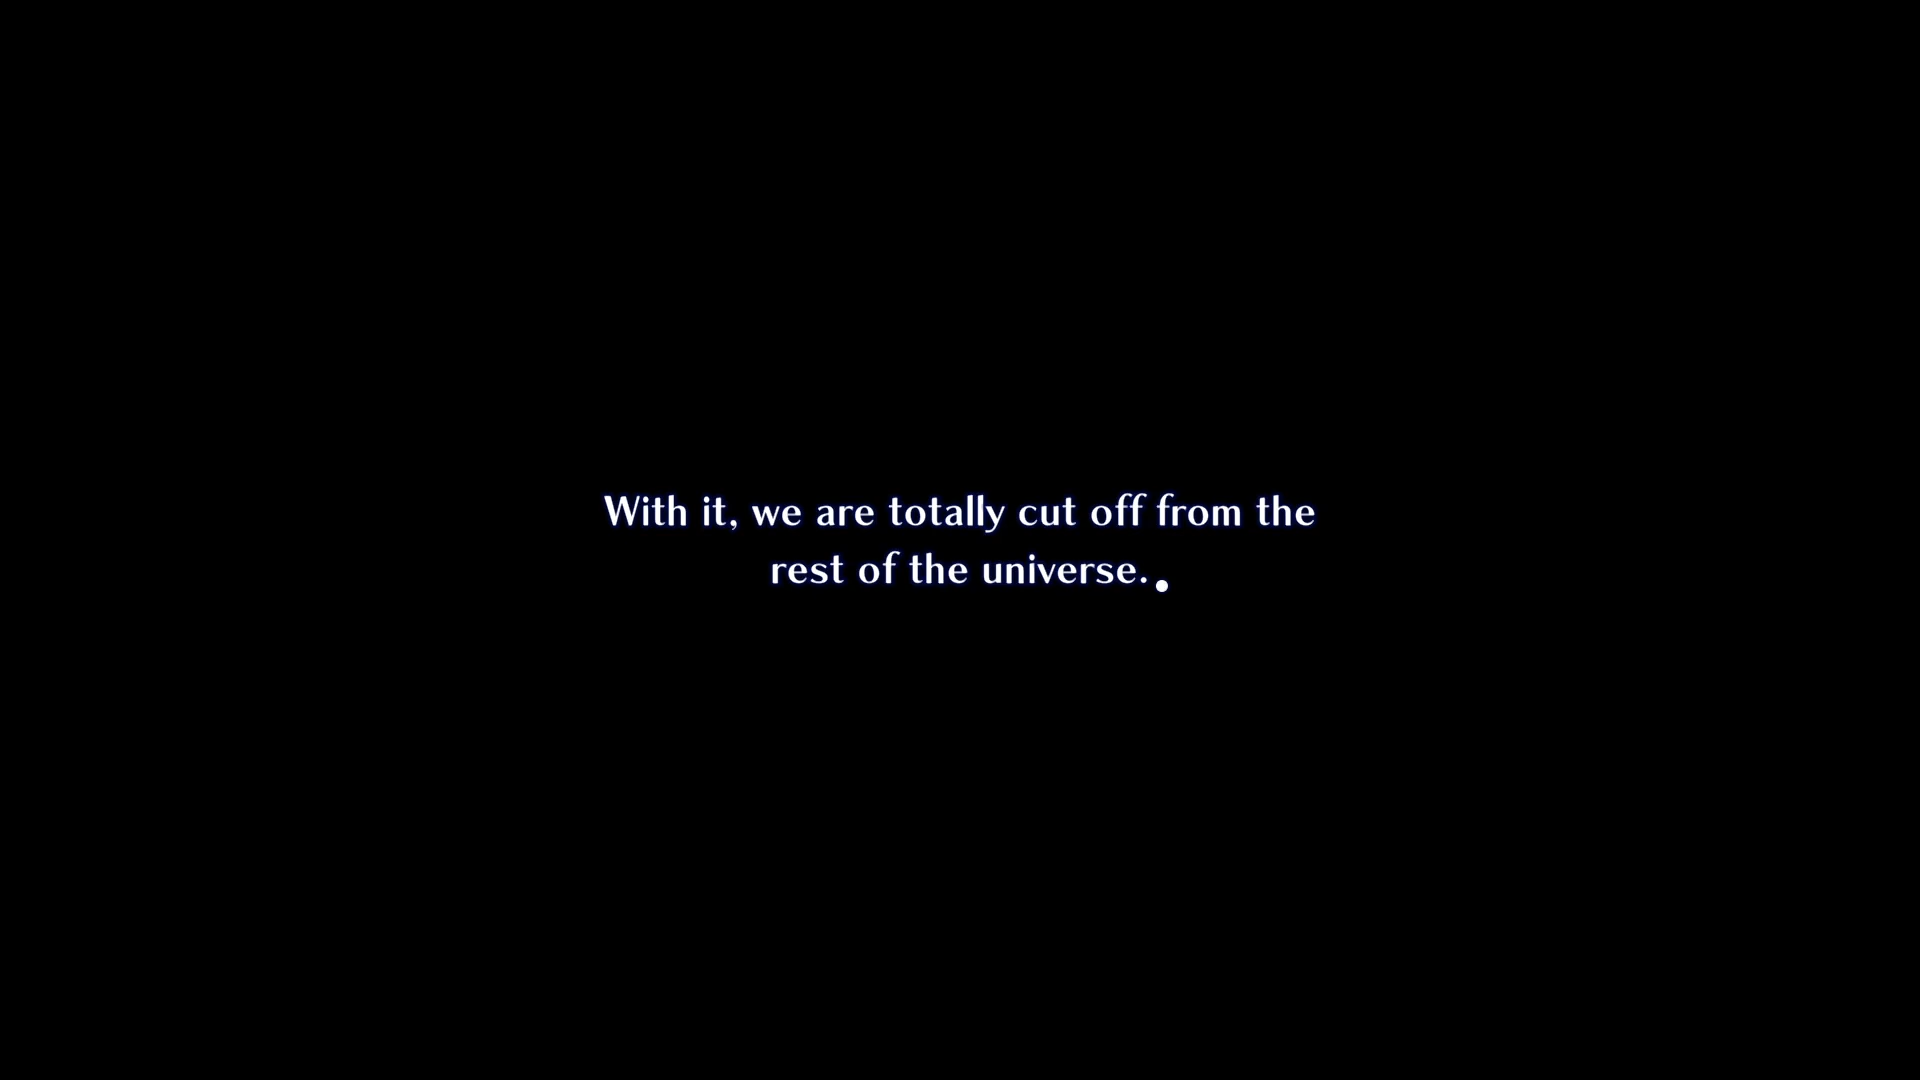 With it, we are totally cut off from the
rest of the universe.